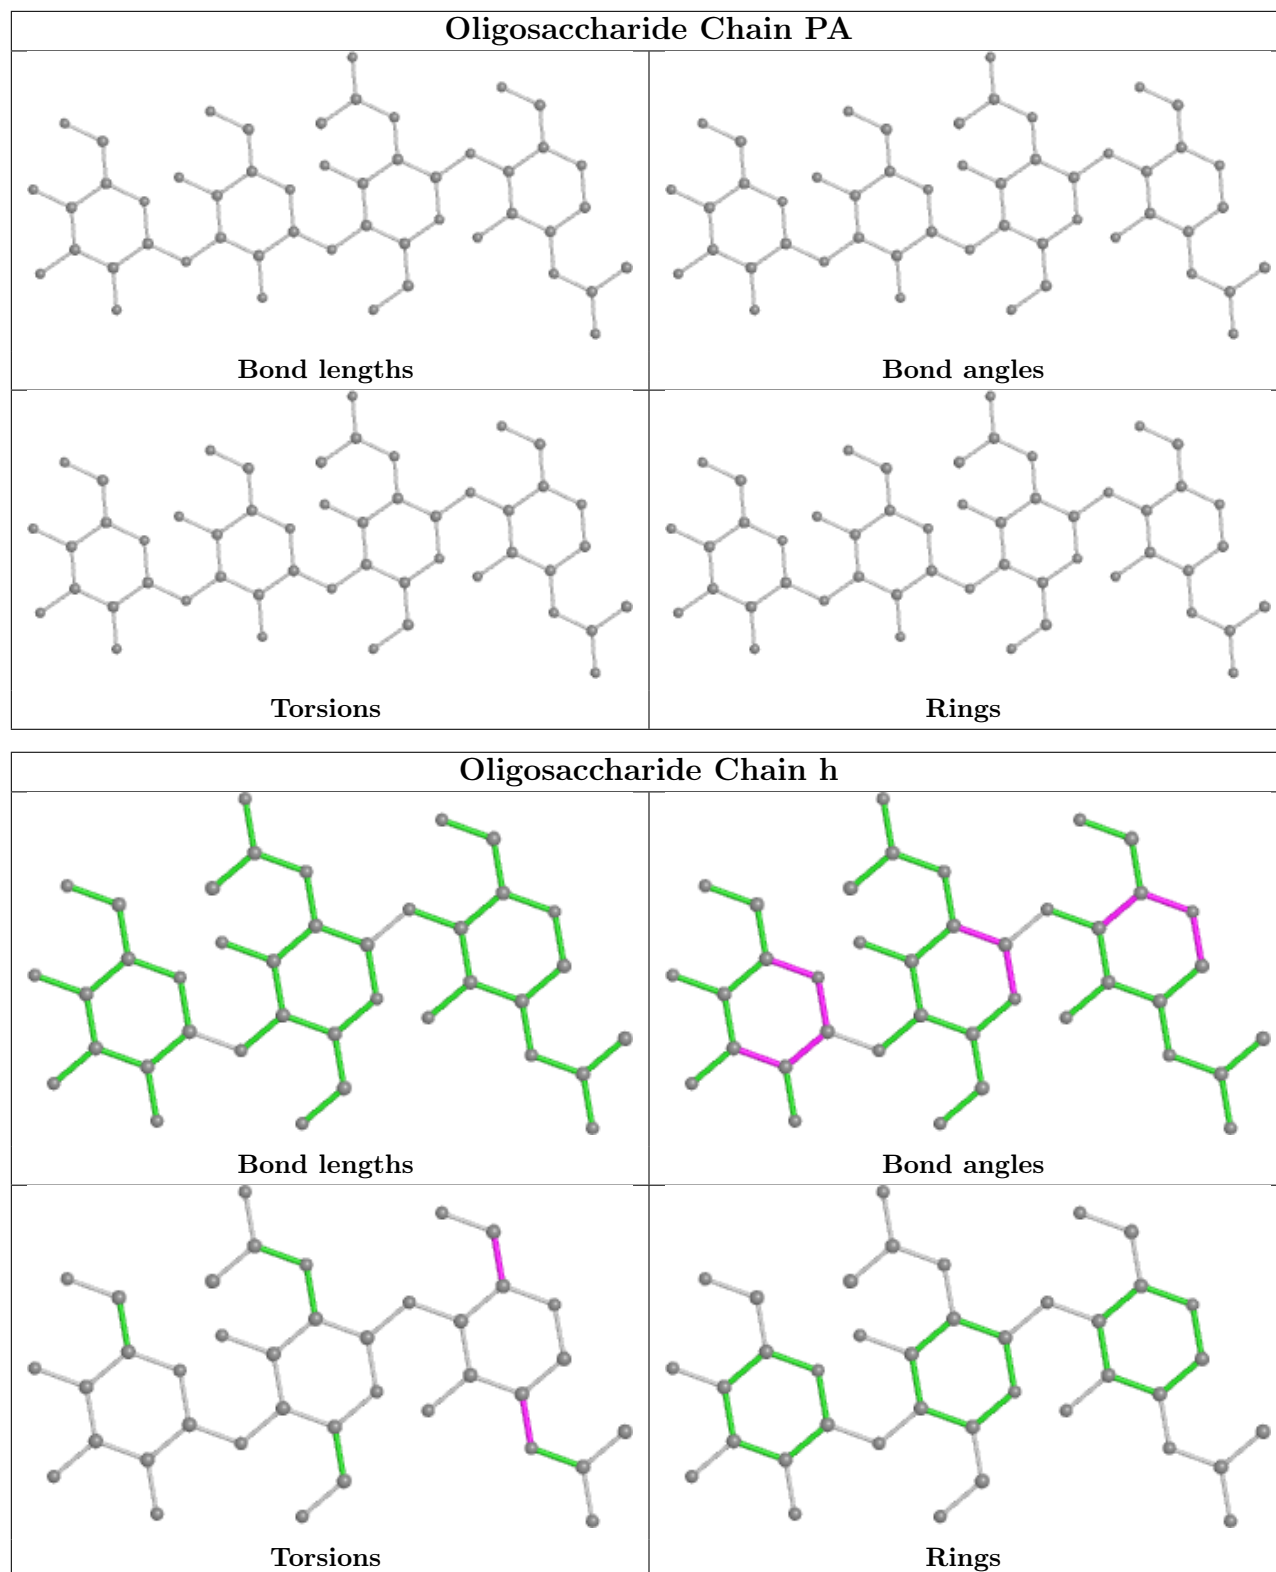 Oligosaccharide Chain PA
Bond lengths
Bond angles
Torsions
Rings
Oligosaccharide Chain h
Bond lengths
Bond angles
Torsions
Rings